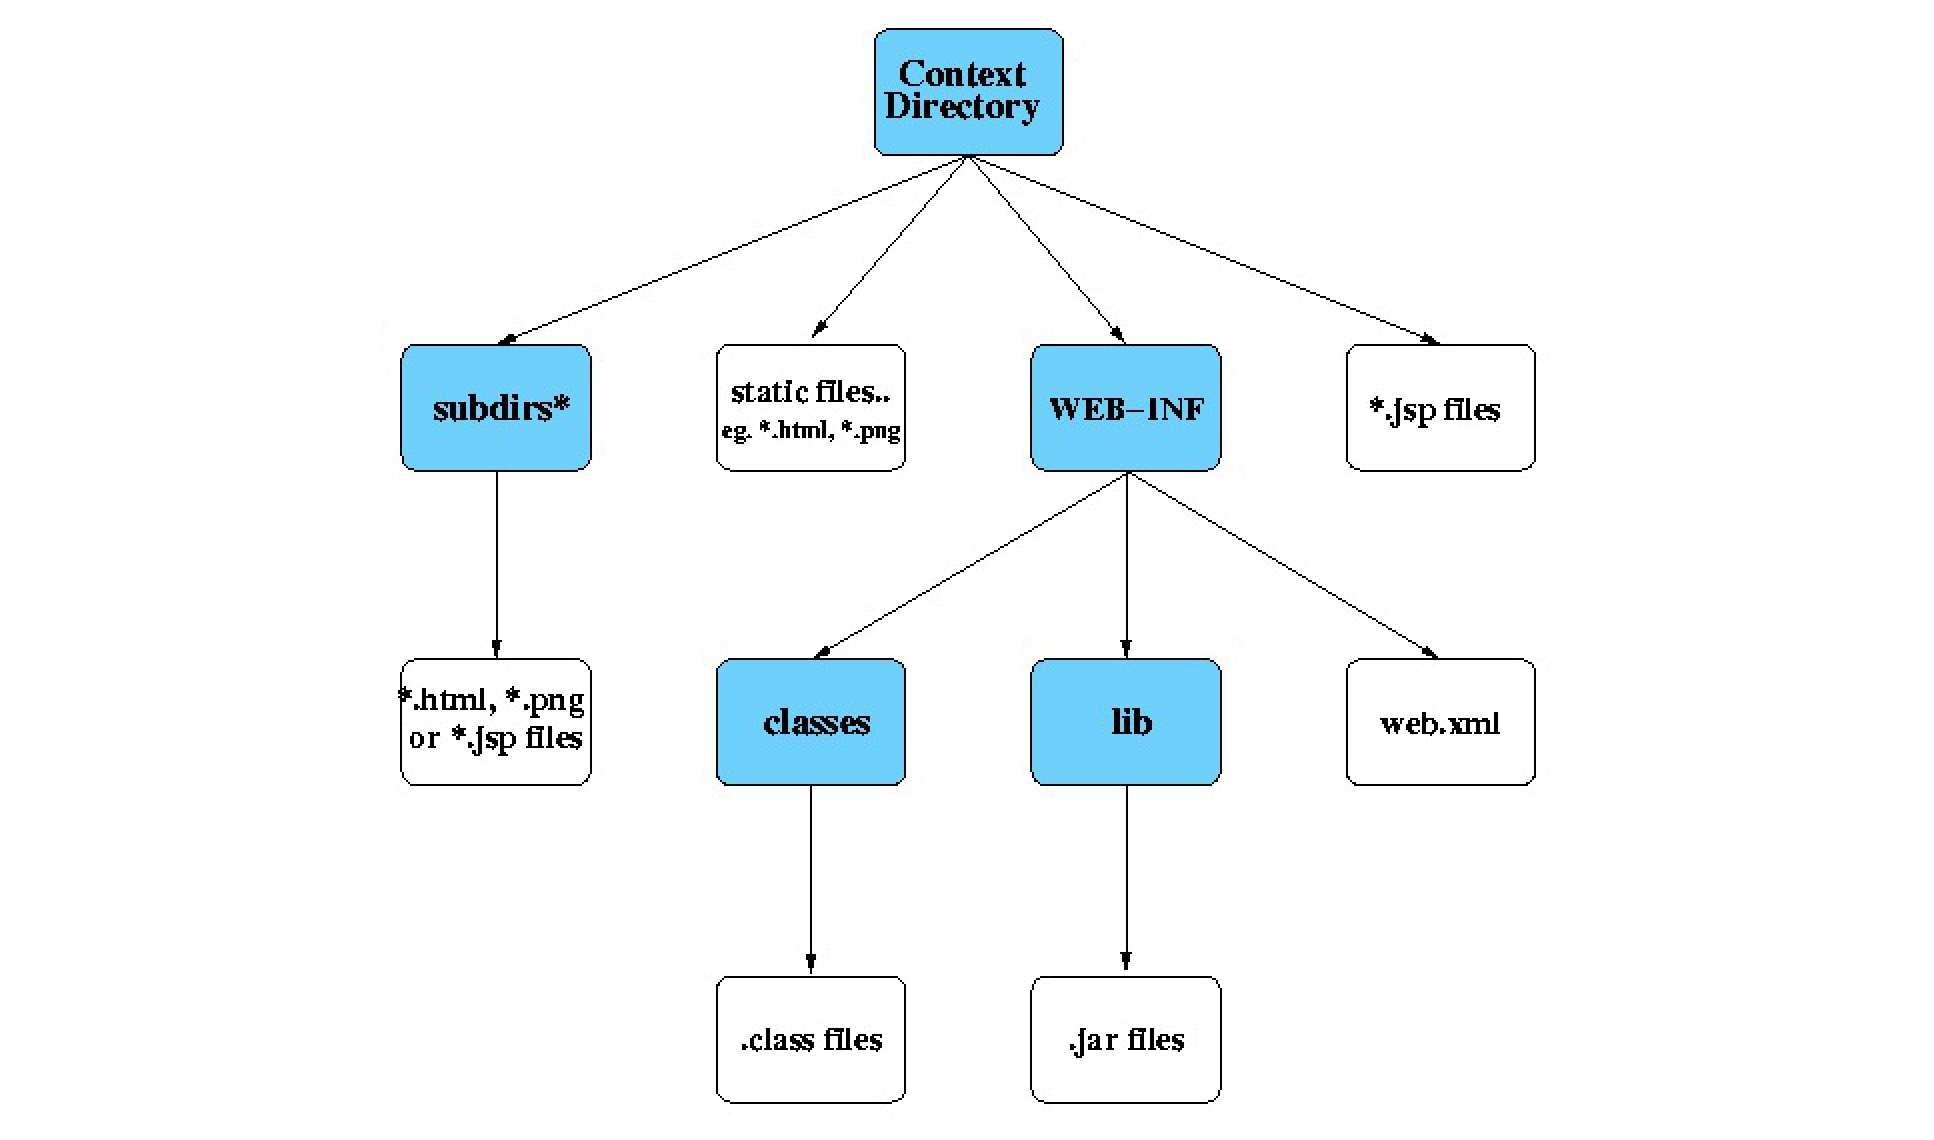 Context
Directory
subdirs*
static files..
eg. *.html, *.png
WEB-INF
*.jsp files
*.html, *.png
or *.jsp files
classes
lib
web.xml
.class files
.jar files